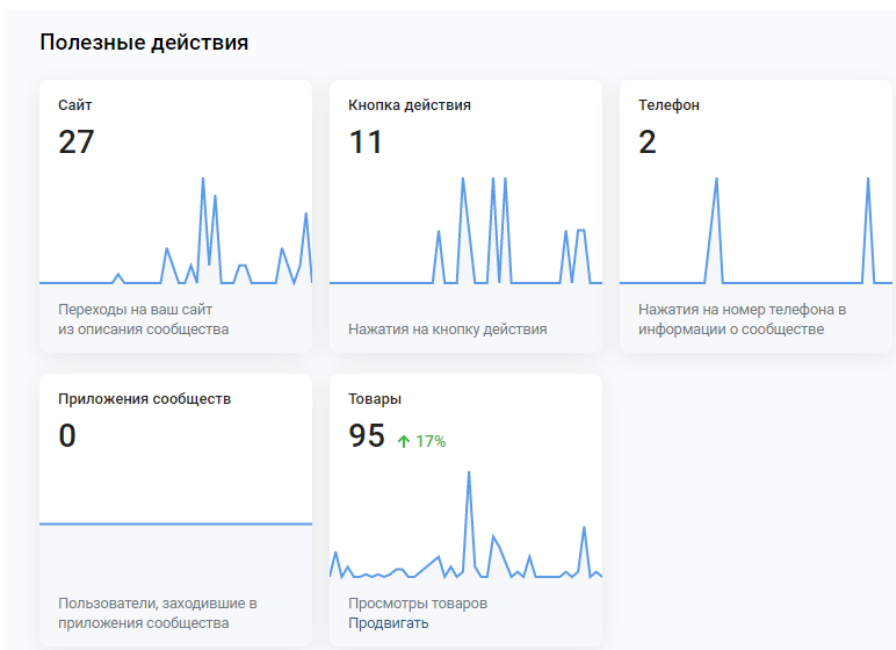 Полезные действия
Сайт
27
Переходы на ваш сайт
из описания сообщества
Кнопка действия
11
Нажатия на кнопку действия
Телефон
2
Нажатия на номер телефона в
информации о сообществе
Приложения сообществ
0
Пользователи, заходившие в
приложения сообщества
Товары
95 ↑ 17%
Просмотры товаров
Продвигать